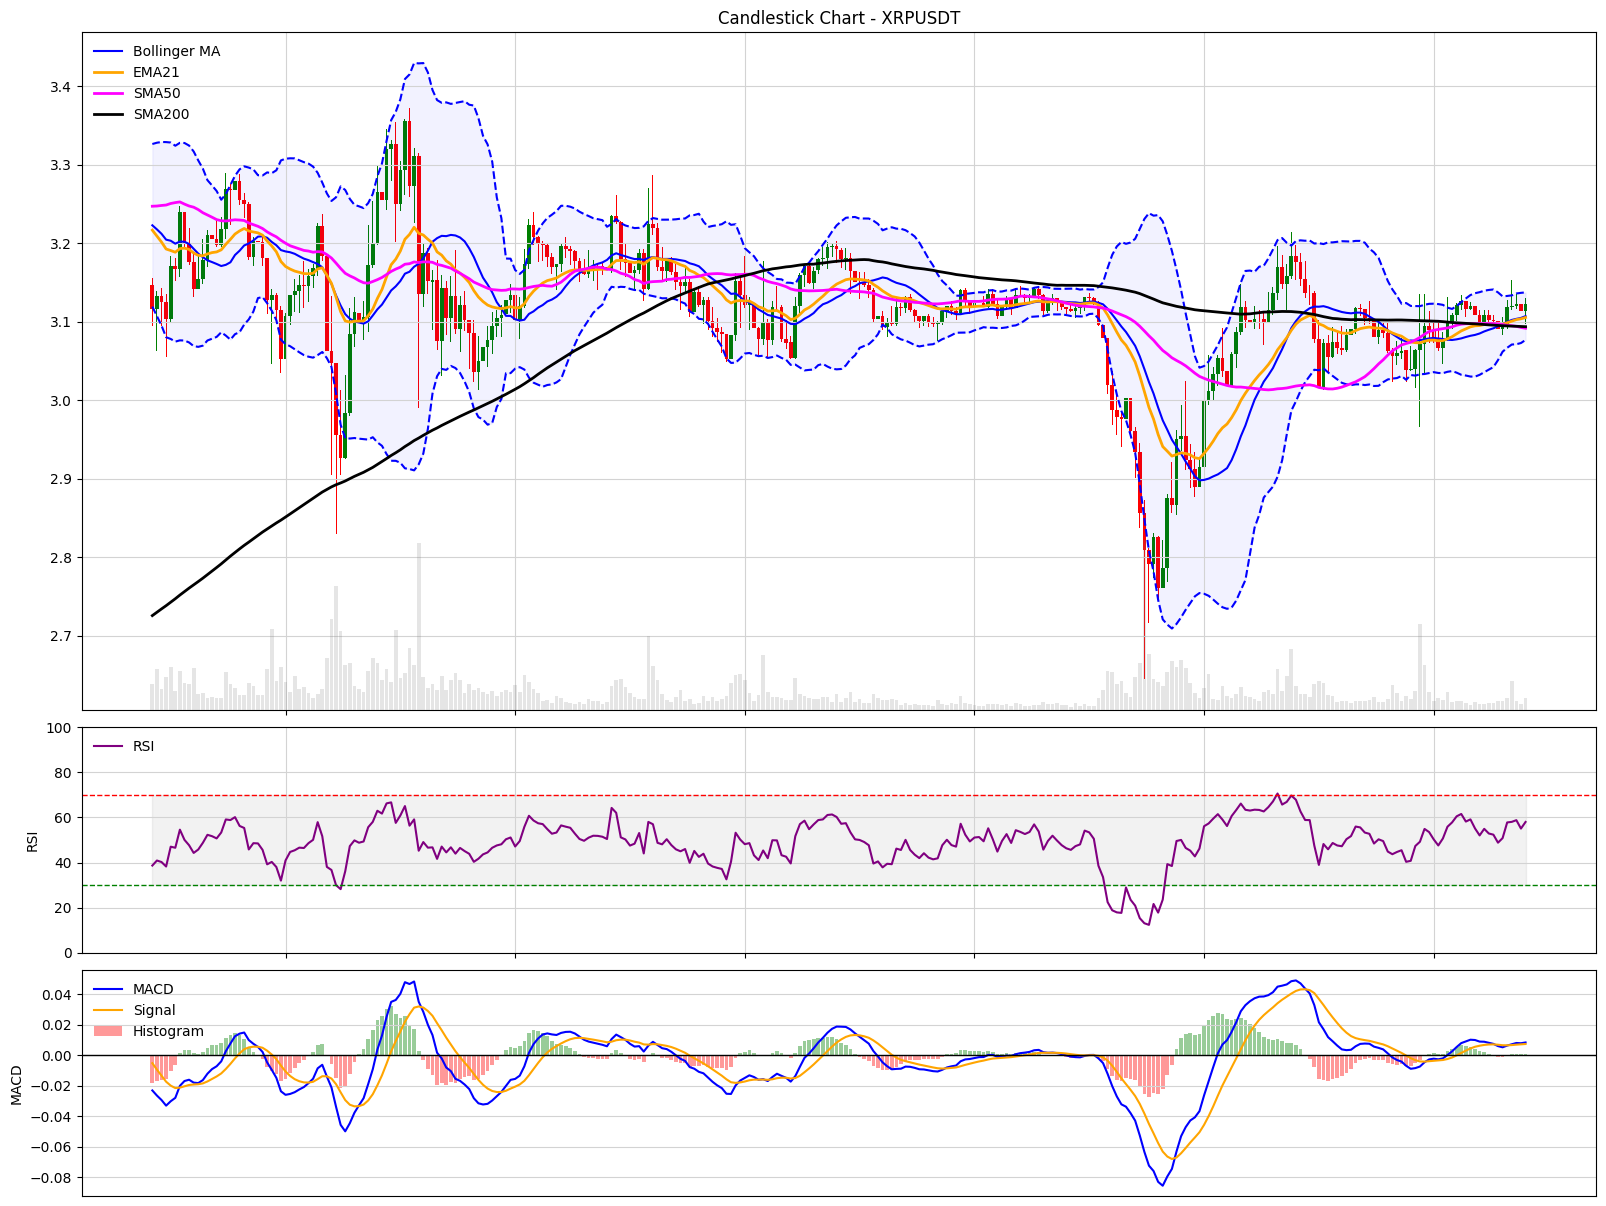 Candlestick Chart - XRPUSDT
Bollinger MA
EMA21
SMA50
SMA200
3.4
3.3
3.2
3.1
3.0
2.9
2.8
2.7
RSI
100
80
60
40
20
0
RSI
MACD
Signal
Histogram
0.04
0.02
0.00
−0.02
−0.04
−0.06
−0.08
MACD